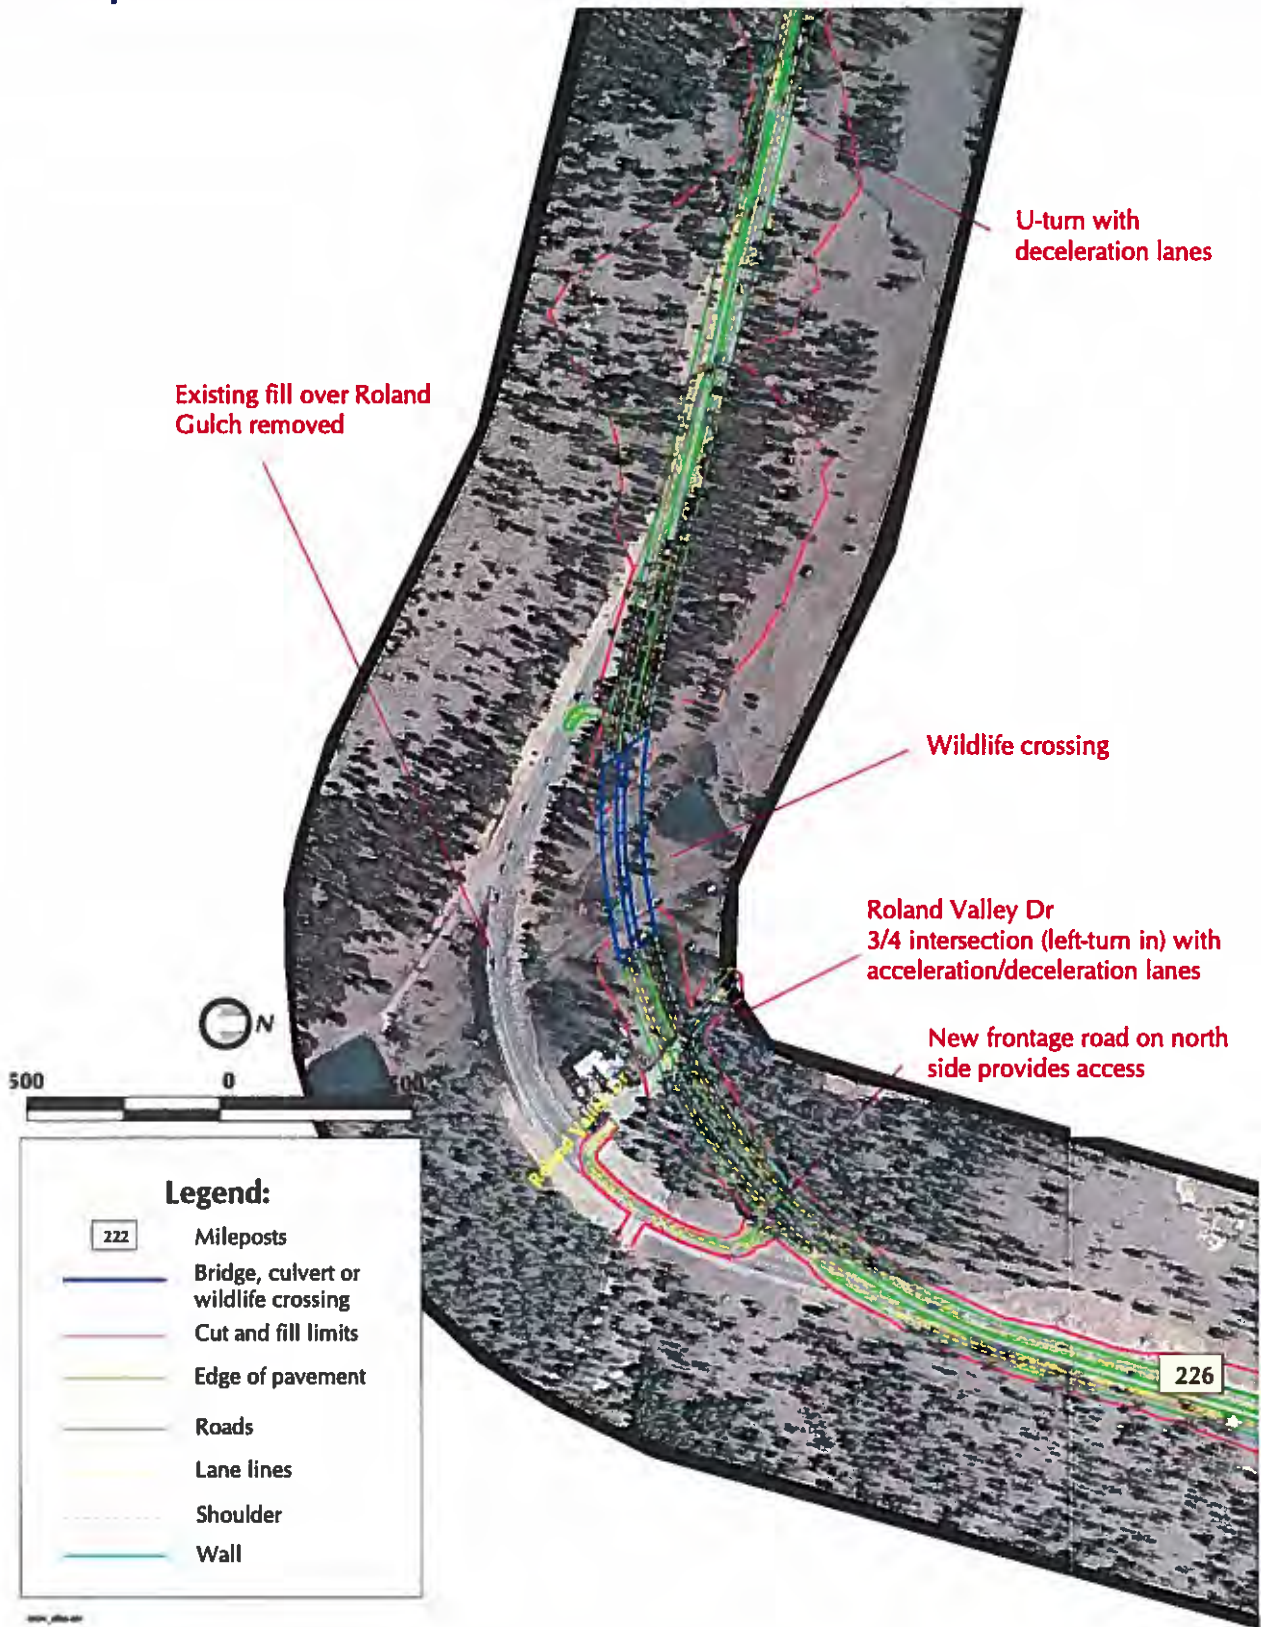 U-turn with
deceleration lanes
Existing fill over Roland
Gulch removed
Wildlife crossing
Roland Valley Dr
3/4 intersection (left-turn in) with
acceleration/deceleration lanes
New frontage road on north
side provides access
N
500 0 500
Roland Valley Dr
Legend:
222 Mileposts
Bridge, culvert or
wildlife crossing
Cut and fill limits
Edge of pavement
Roads
Lane lines
Shoulder
Wall
226